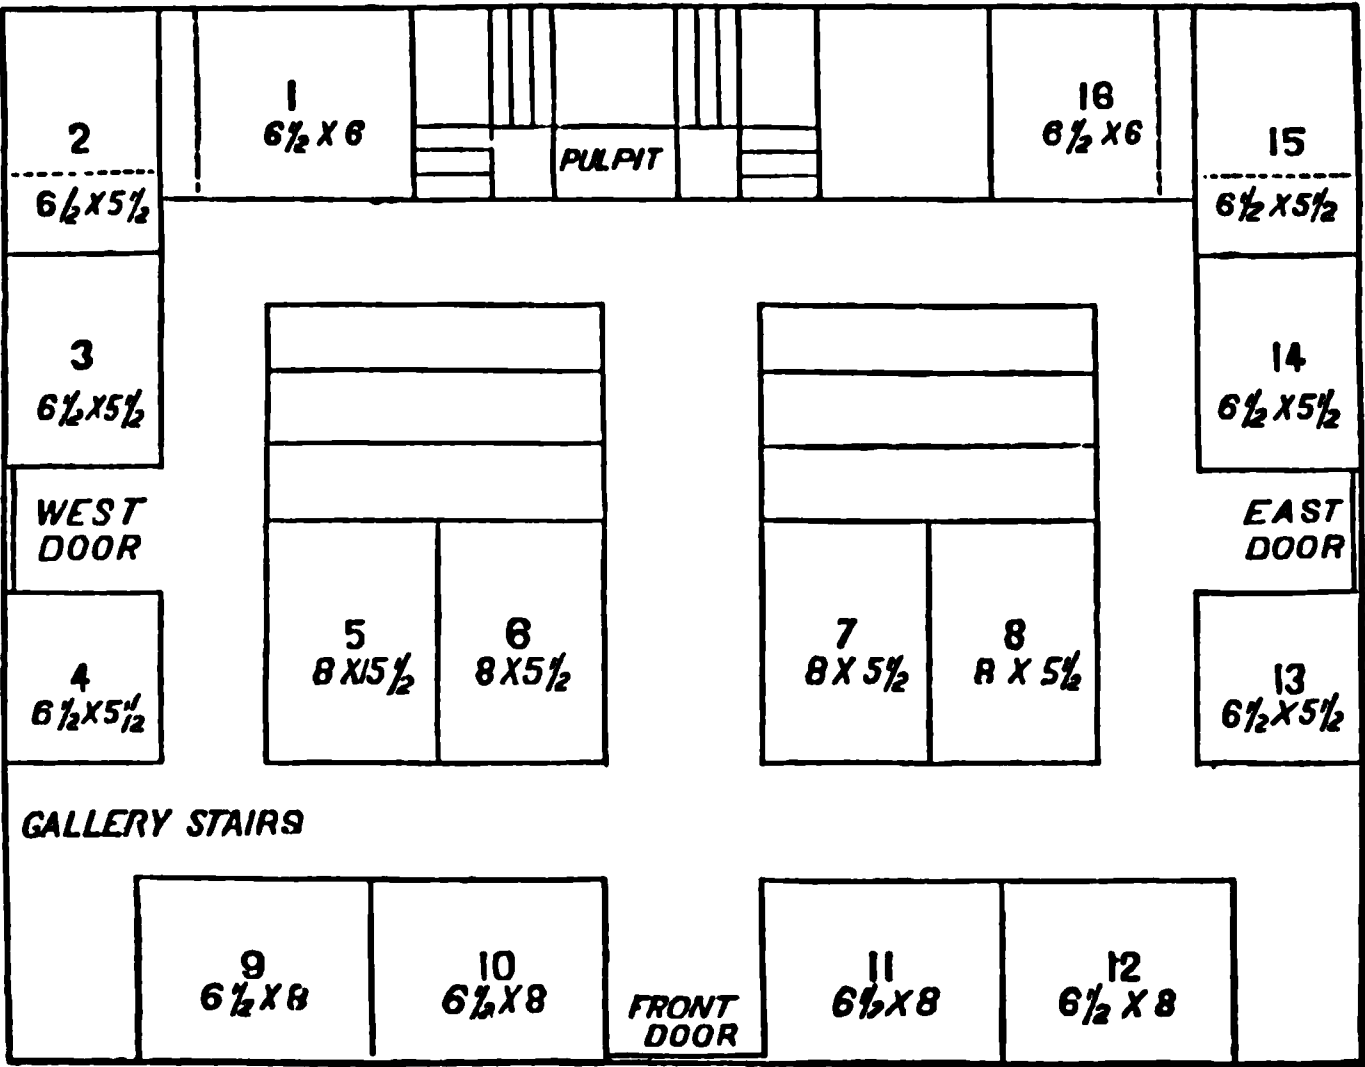 1
6½ X 6
16
6½ X 6
2
6½ X 5½
PULPIT
15
6½ X 5½
3
6½ X 5½
14
6½ X 5½
WEST
DOOR
EAST
DOOR
5
8 X 15½
6
8 X 5½
7
8 X 5½
8
8 X 5½
4
6½ X 5½
13
6½ X 5½
GALLERY STAIRS
9
6½ X 8
10
6½ X 8
11
6½ X 8
12
6½ X 8
FRONT
DOOR